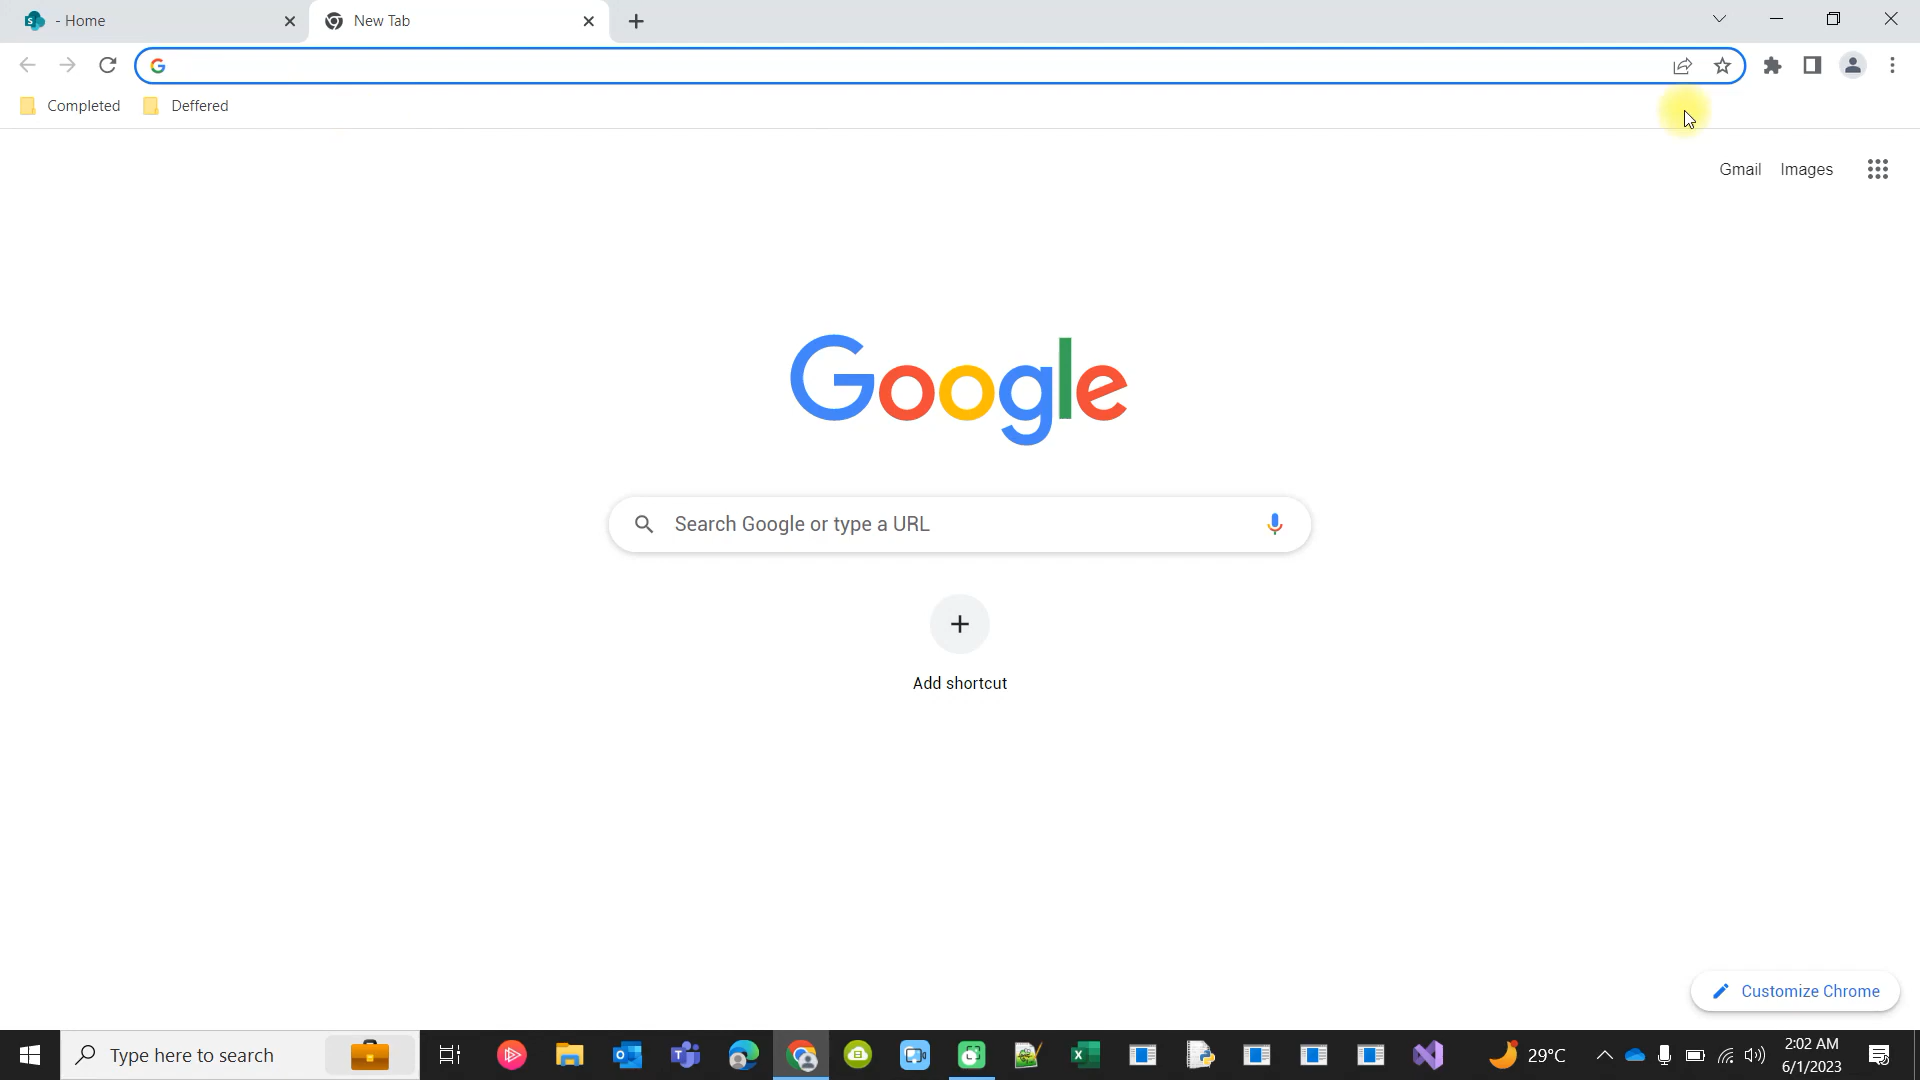 - Home
New Tab
Completed
Deffered
Gmail
Images
Google
Search Google or type a URL
Add shortcut
Customize Chrome
Type here to search
29°C
2:02 AM
6/1/2023